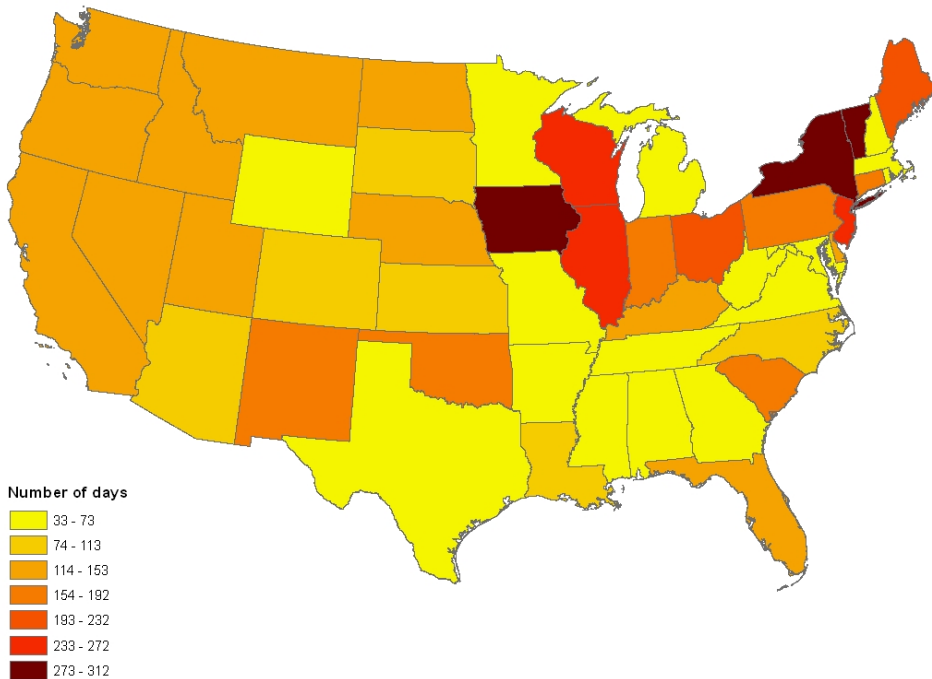 Number of days
33 - 73
74 - 113
114 - 153
154 - 192
193 - 232
233 - 272
273 - 312